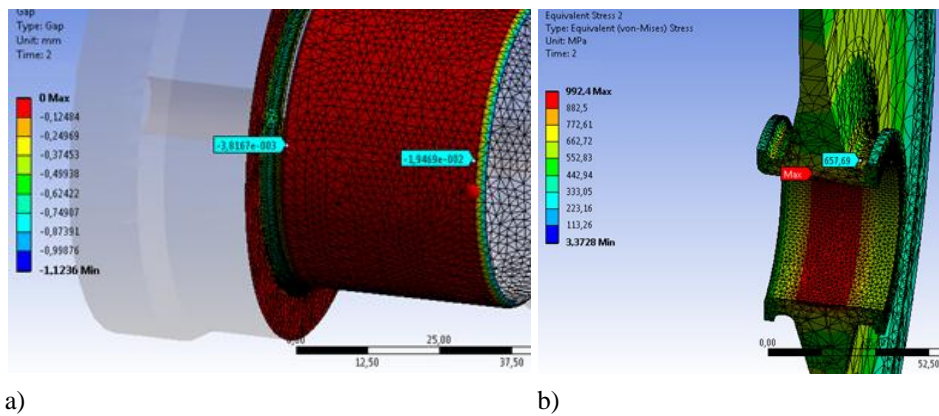 Gap
Type: Gap
Unit: mm
Time: 2
0 Max
-0,12484
-0,24969
-0,37453
-0,49938
-0,62422
-0,74907
-0,87391
-0,99876
-1,1236 Min
-3,8167e-003
-1,9469e-002
0,00
25,00
12,50
37,50
a)
Equivalent Stress 2
Type: Equivalent (von-Mises) Stress
Unit: MPa
Time: 2
992,4 Max
882,5
772,61
662,72
552,83
442,94
333,05
223,16
113,26
3,3728 Min
657,69
Max
0,00
52,50
b)